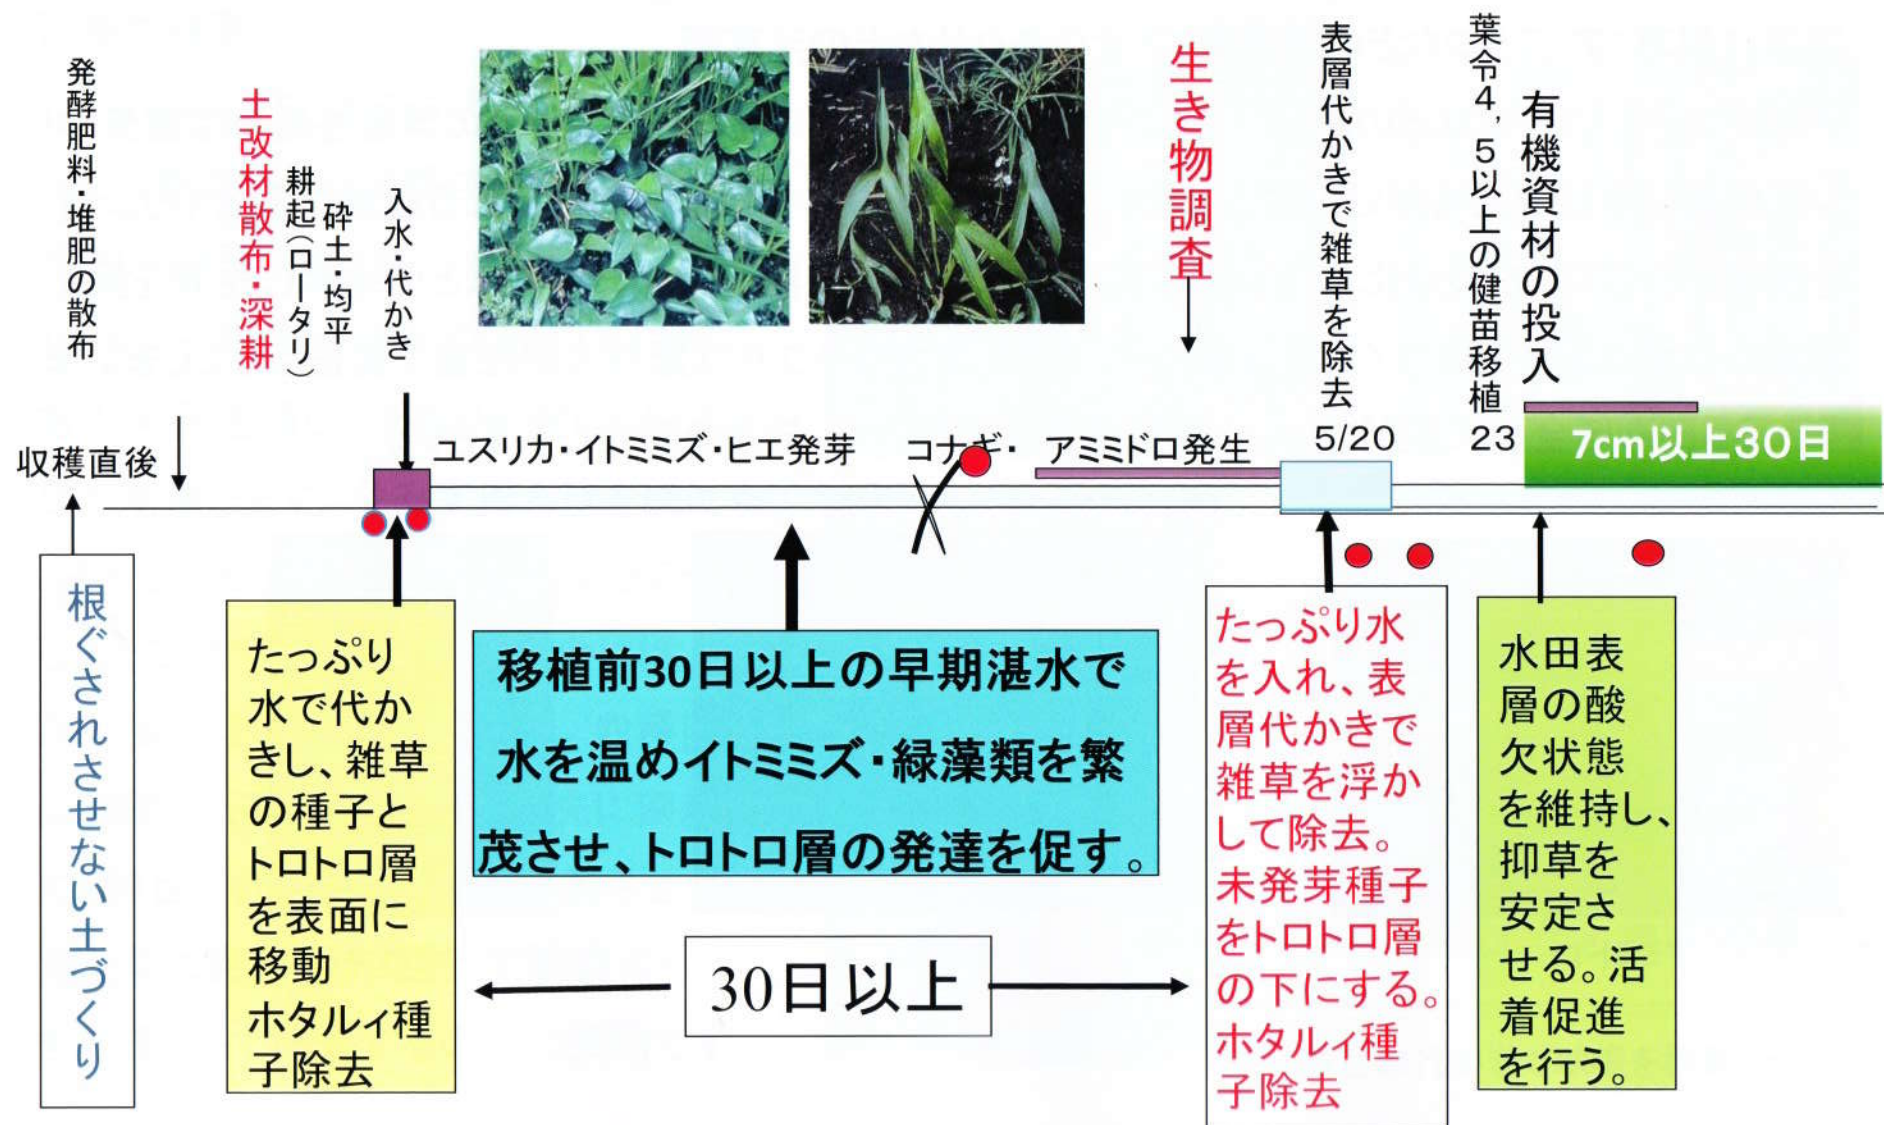 発酵肥料・堆肥の散布
土改材散布・深耕
耕起(ロータリ)
砕土・均平
入水・代かき
生き物調査
表層代かきで雑草を除去
5/20
葉令4,5以上の健苗移植
23
有機資材の投入
収穫直後
ユスリカ・イトミミズ・ヒエ発芽
コナギ・
アミミドロ発生
7cm以上30日
根ぐされさせない土づくり
たっぷり
水で代か
きし、雑草
の種子と
トロトロ層
を表面に
移動
ホタルィ種
子除去
移植前30日以上の早期湛水で
水を温めイトミミズ・緑藻類を繁
茂させ、トロトロ層の発達を促す。
30日以上
たっぷり水
を入れ、表
層代かきで
雑草を浮か
して除去。
未発芽種子
をトロトロ層
の下にする。
ホタルィ種
子除去
水田表
層の酸
欠状態
を維持し、
抑草を
安定さ
せる。活
着促進
を行う。